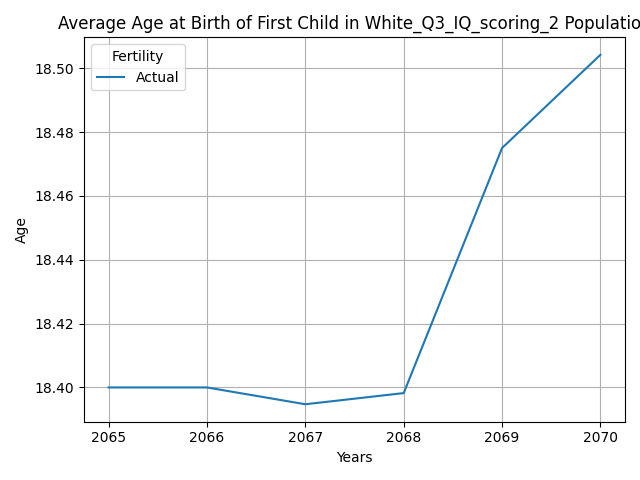 Average Age at Birth of First Child in White_Q3_IQ_scoring_2 Populatio
Fertility
Actual
18.50
18.48
18.46
18.44
18.42
18.40
Age
2065 2066 2067 2068 2069 2070
Years